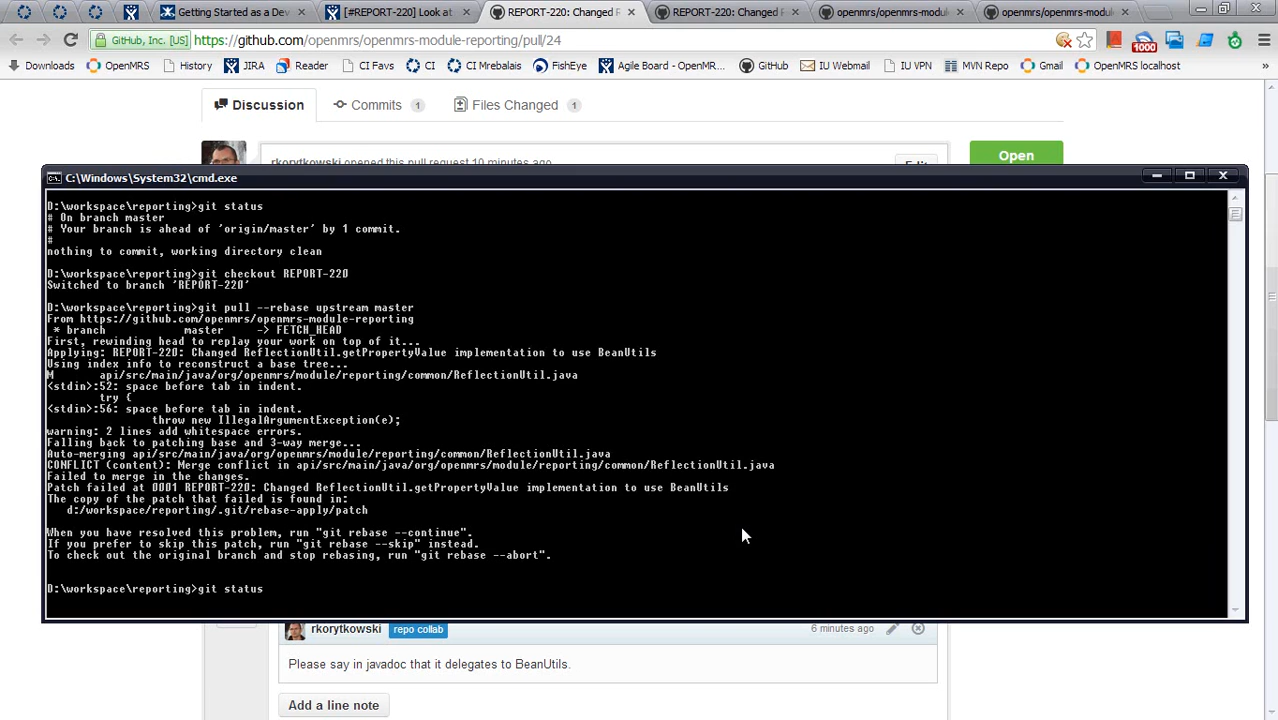 Getting Started as a Dev
[#REPORT-220] Look at
REPORT-220: Changed R
REPORT-220: Changed R
openmrs/openmrs-modul
openmrs/openmrs-modul
GitHub, Inc. [US]
https://github.com/openmrs/openmrs-module-reporting/pull/24
1000
Downloads
OpenMRS
History
JIRA
Reader
CI Favs
CI
CI Mrebalais
FishEye
Agile Board - OpenMR...
GitHub
IU Webmail
IU VPN
MVN Repo
Gmail
OpenMRS localhost
»
Discussion
Commits 1
Files Changed 1
rkorytkowski opened this pull request 10 minutes ago
Edit
Open
C:\Windows\System32\cmd.exe
D:\workspace\reporting>git status
# On branch master
# Your branch is ahead of 'origin/master' by 1 commit.
#
nothing to commit, working directory clean
D:\workspace\reporting>git checkout REPORT-220
Switched to branch 'REPORT-220'
D:\workspace\reporting>git pull --rebase upstream master
From https://github.com/openmrs/openmrs-module-reporting
* branch master -> FETCH_HEAD
First, rewinding head to replay your work on top of it...
Applying: REPORT-220: Changed ReflectionUtil.getPropertyValue implementation to use BeanUtils
Using index info to reconstruct a base tree...
M api/src/main/java/org/openmrs/module/reporting/common/ReflectionUtil.java
<stdin>:52: space before tab in indent.
try {
<stdin>:56: space before tab in indent.
throw new IllegalArgumentException(e);
warning: 2 lines add whitespace errors.
Falling back to patching base and 3-way merge...
Auto-merging api/src/main/java/org/openmrs/module/reporting/common/ReflectionUtil.java
CONFLICT (content): Merge conflict in api/src/main/java/org/openmrs/module/reporting/common/ReflectionUtil.java
Failed to merge in the changes.
Patch failed at 0001 REPORT-220: Changed ReflectionUtil.getPropertyValue implementation to use BeanUtils
The copy of the patch that failed is found in:
d:/workspace/reporting/.git/rebase-apply/patch
When you have resolved this problem, run "git rebase --continue".
If you prefer to skip this patch, run "git rebase --skip" instead.
To check out the original branch and stop rebasing, run "git rebase --abort".
D:\workspace\reporting>git status
rkorytkowski
repo collab
6 minutes ago
Please say in javadoc that it delegates to BeanUtils.
Add a line note